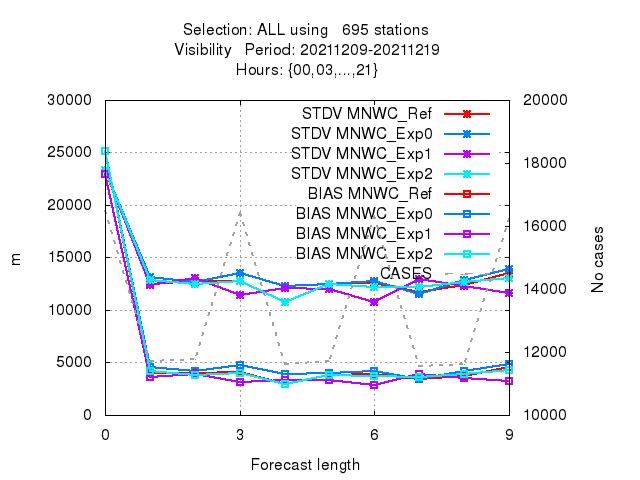 Selection: ALL using   695 stations
Visibility   Period: 20211209-20211219
Hours: {00,03,...,21}
30000
25000
20000
15000
10000
5000
0
m
20000
18000
16000
14000
12000
10000
No cases
STDV MNWC_Ref
STDV MNWC_Exp0
STDV MNWC_Exp1
STDV MNWC_Exp2
BIAS MNWC_Ref
BIAS MNWC_Exp0
BIAS MNWC_Exp1
BIAS MNWC_Exp2
CASES
0 3 6 9
Forecast length